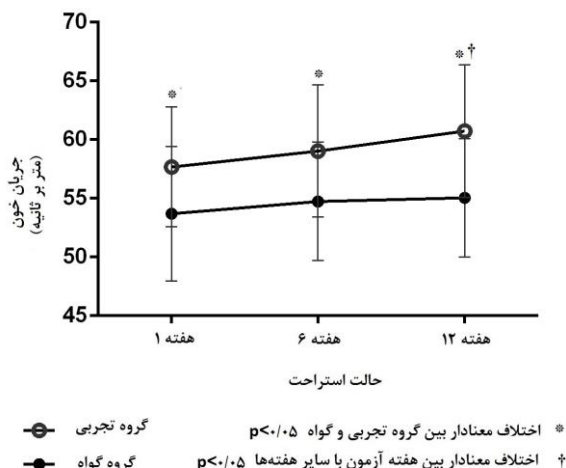 70
65
60
55
50
45
جریان خون
(متر بر ثانیه)
※
※
※†
هفته ۱
هفته ۶
هفته ۱۲
حالت استراحت
گروه تجربی
※ اختلاف معنادار بین گروه تجربی و گواه p<۰/۰۵
گروه گواه
† اختلاف معنادار بین هفته آزمون با سایر هفته‌ها p<۰/۰۵